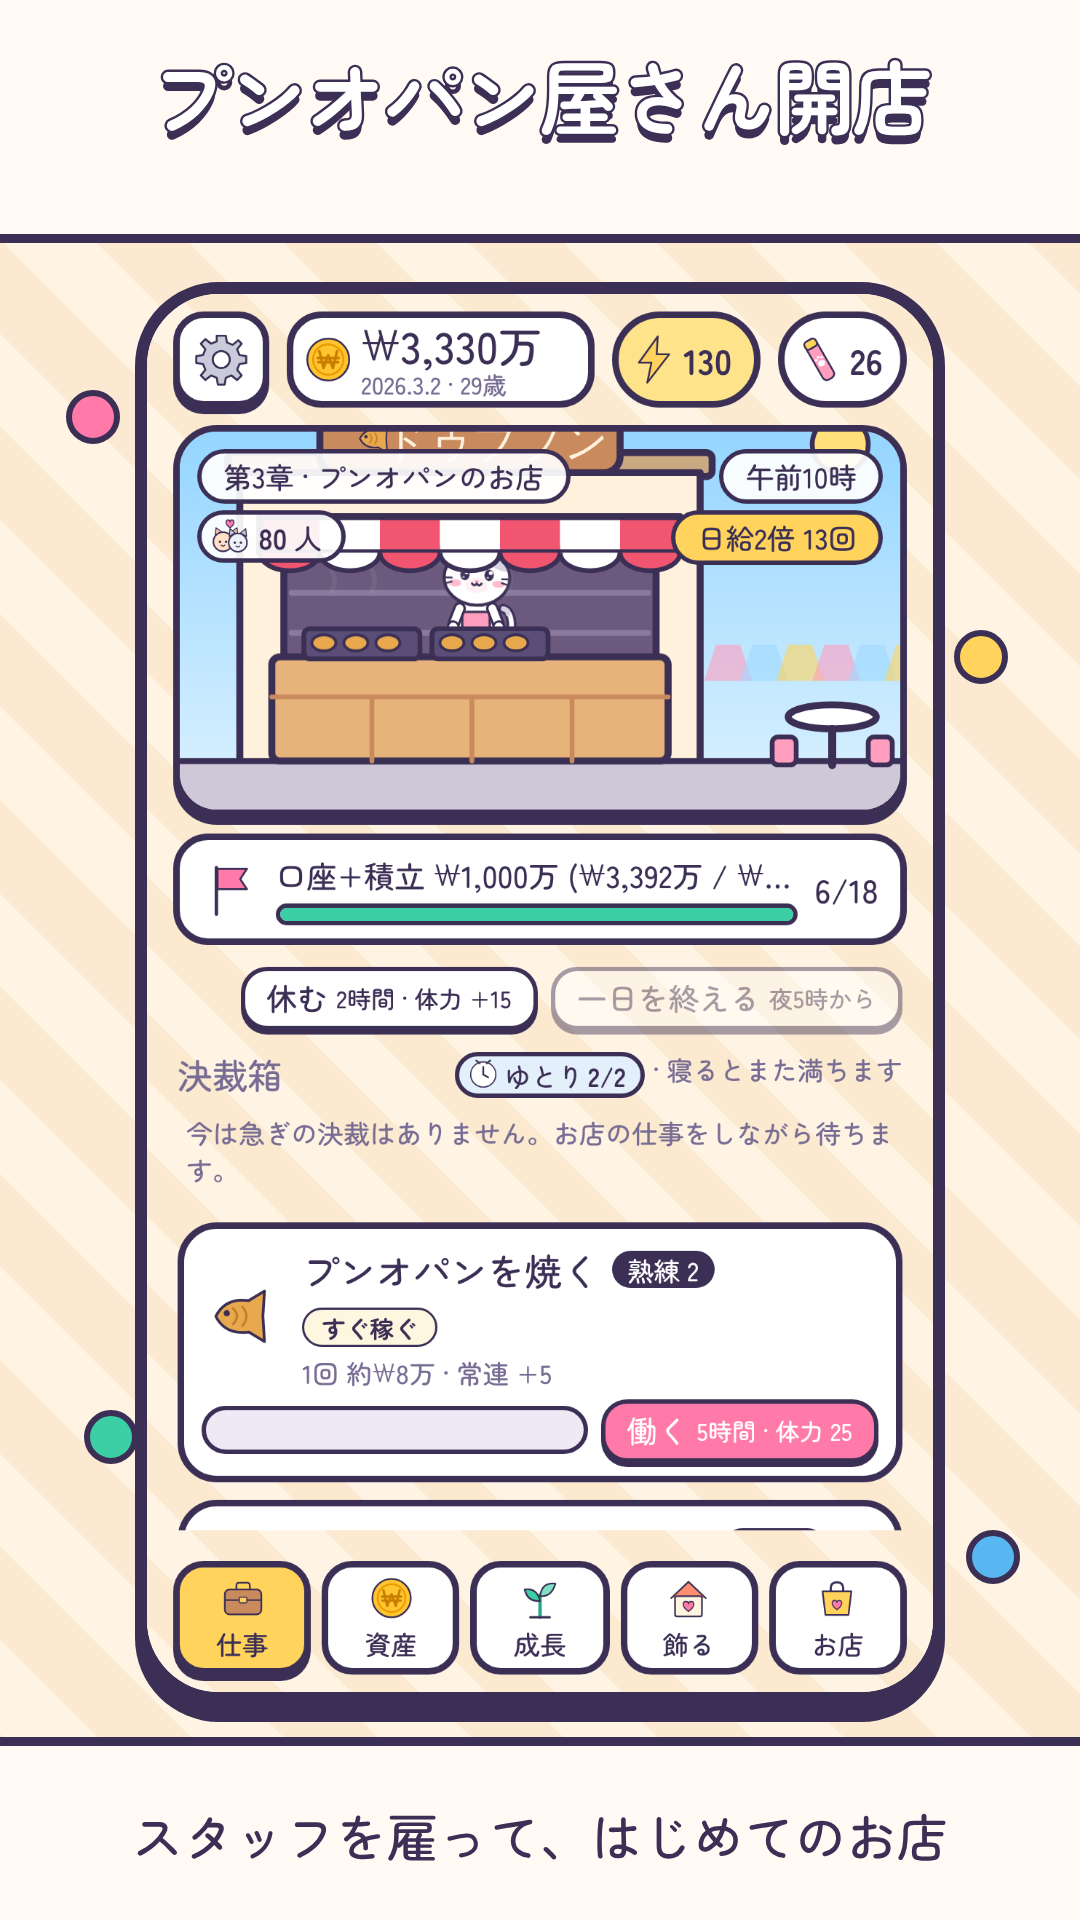 プンオパン屋さん開店
₩3,330万
2026.3.2 · 29歳
130
26
第3章 · プンオパンのお店
午前10時
80 人
日給2倍 13回
口座+積立 ₩1,000万 (₩3,392万 / ₩...
6/18
休む 2時間 · 体力 +15
一日を終える 夜5時から
決裁箱
ゆとり 2/2 · 寝るとまた満ちます
今は急ぎの決裁はありません。お店の仕事をしながら待ちま
す。
プンオパンを焼く 熟練 2
すぐ稼ぐ
1回 約₩8万 · 常連 +5
働く 5時間 · 体力 25
仕事
資産
成長
飾る
お店
スタッフを雇って、はじめてのお店